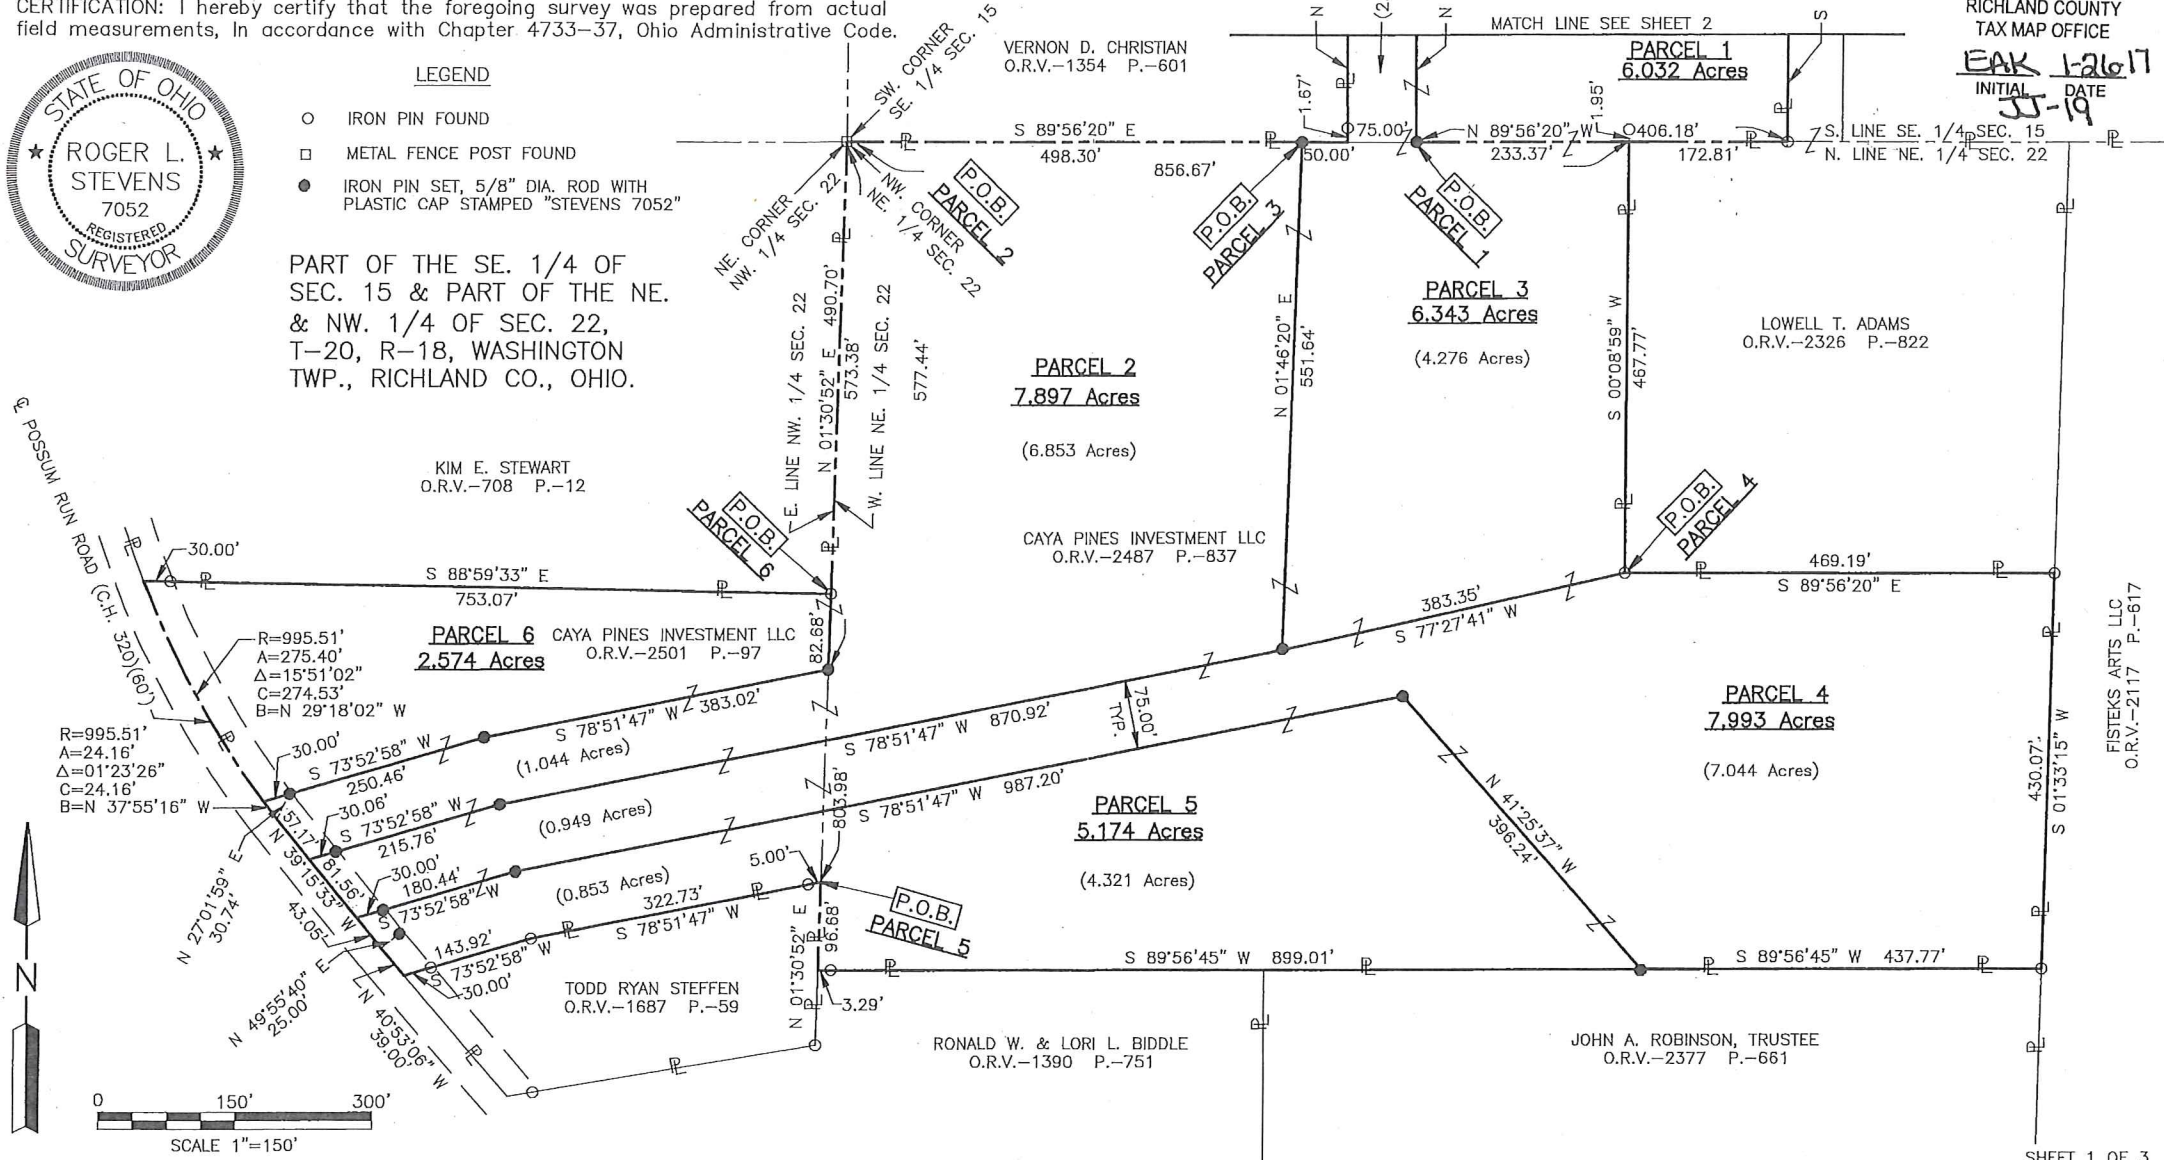 CERTIFICATION: I hereby certify that the foregoing survey was prepared from actual
field measurements, In accordance with Chapter 4733-37, Ohio Administrative Code.
STATE OF OHIO
★ ROGER L. ★
STEVENS
7052
REGISTERED
SURVEYOR
LEGEND
IRON PIN FOUND
METAL FENCE POST FOUND
IRON PIN SET, 5/8" DIA. ROD WITH
PLASTIC CAP STAMPED "STEVENS 7052"
PART OF THE SE. 1/4 OF
SEC. 15 & PART OF THE NE.
& NW. 1/4 OF SEC. 22,
T-20, R-18, WASHINGTON
TWP., RICHLAND CO., OHIO.
RICHLAND COUNTY
TAX MAP OFFICE
EAK 1-26-17
INITIAL DATE
JJ-19
SW. CORNER
SE. 1/4 SEC. 15
VERNON D. CHRISTIAN
O.R.V.-1354 P.-601
N
(2
N
MATCH LINE SEE SHEET 2
S
PARCEL 1
6.032 Acres
S 89°56'20" E
498.30'
856.67'
1.67'
50.00'
75.00'
N 89°56'20" W
233.37'
1.95'
406.18'
172.81'
S. LINE SE. 1/4 SEC. 15
N. LINE NE. 1/4 SEC. 22
NE. CORNER
NW. 1/4 SEC. 22
NW. CORNER
NE. 1/4 SEC. 22
P.O.B.
PARCEL 2
P.O.B.
PARCEL 3
P.O.B.
PARCEL 1
E. LINE NW. 1/4 SEC. 22
N 01°30'52" E 490.70'
573.38'
W. LINE NE. 1/4 SEC. 22
577.44'
PARCEL 2
7.897 Acres
(6.853 Acres)
N 01°46'20" E
551.64'
PARCEL 3
6.343 Acres
(4.276 Acres)
S 00°08'59" W
467.77'
LOWELL T. ADAMS
O.R.V.-2326 P.-822
KIM E. STEWART
O.R.V.-708 P.-12
CAYA PINES INVESTMENT LLC
O.R.V.-2487 P.-837
P.O.B.
PARCEL 6
P.O.B.
PARCEL 4
℄ POSSUM RUN ROAD (C.H. 320)(60')
30.00'
S 88°59'33" E
753.07'
469.19'
S 89°56'20" E
383.35'
S 77°27'41" W
R=995.51'
A=275.40'
Δ=15°51'02"
C=274.53'
B=N 29°18'02" W
PARCEL 6
2.574 Acres
CAYA PINES INVESTMENT LLC
O.R.V.-2501 P.-97
82.68'
R=995.51'
A=24.16'
Δ=01°23'26"
C=24.16'
B=N 37°55'16" W
30.00'
S 73°52'58" W
250.46'
S 78°51'47" W 383.02'
(1.044 Acres)
S 78°51'47" W 870.92'
75.00'
TYP.
PARCEL 4
7.993 Acres
(7.044 Acres)
FISTEKS ARTS LLC
O.R.V.-2117 P.-617
430.07'
S 01°33'15" W
30.06'
S 73°52'58" W
215.76'
(0.949 Acres)
803.98'
S 78°51'47" W 987.20'
PARCEL 5
5.174 Acres
(4.321 Acres)
N 41°25'37" W
396.24'
57.17'
81.56'
N 39°15'33" W
43.05'
N 27°01'59" E
30.74'
30.00'
180.44'
S 73°52'58" W
(0.853 Acres)
5.00'
322.73'
S 78°51'47" W
143.92'
S 73°52'58" W
30.00'
P.O.B.
PARCEL 5
N 01°30'52" E
96.68'
3.29'
S 89°56'45" W 899.01'
S 89°56'45" W 437.77'
N 49°55'40" E
25.00'
N 40°53'06" W
39.00'
TODD RYAN STEFFEN
O.R.V.-1687 P.-59
RONALD W. & LORI L. BIDDLE
O.R.V.-1390 P.-751
JOHN A. ROBINSON, TRUSTEE
O.R.V.-2377 P.-661
N
0 150' 300'
SCALE 1"=150'
SHEET 1 OF 3